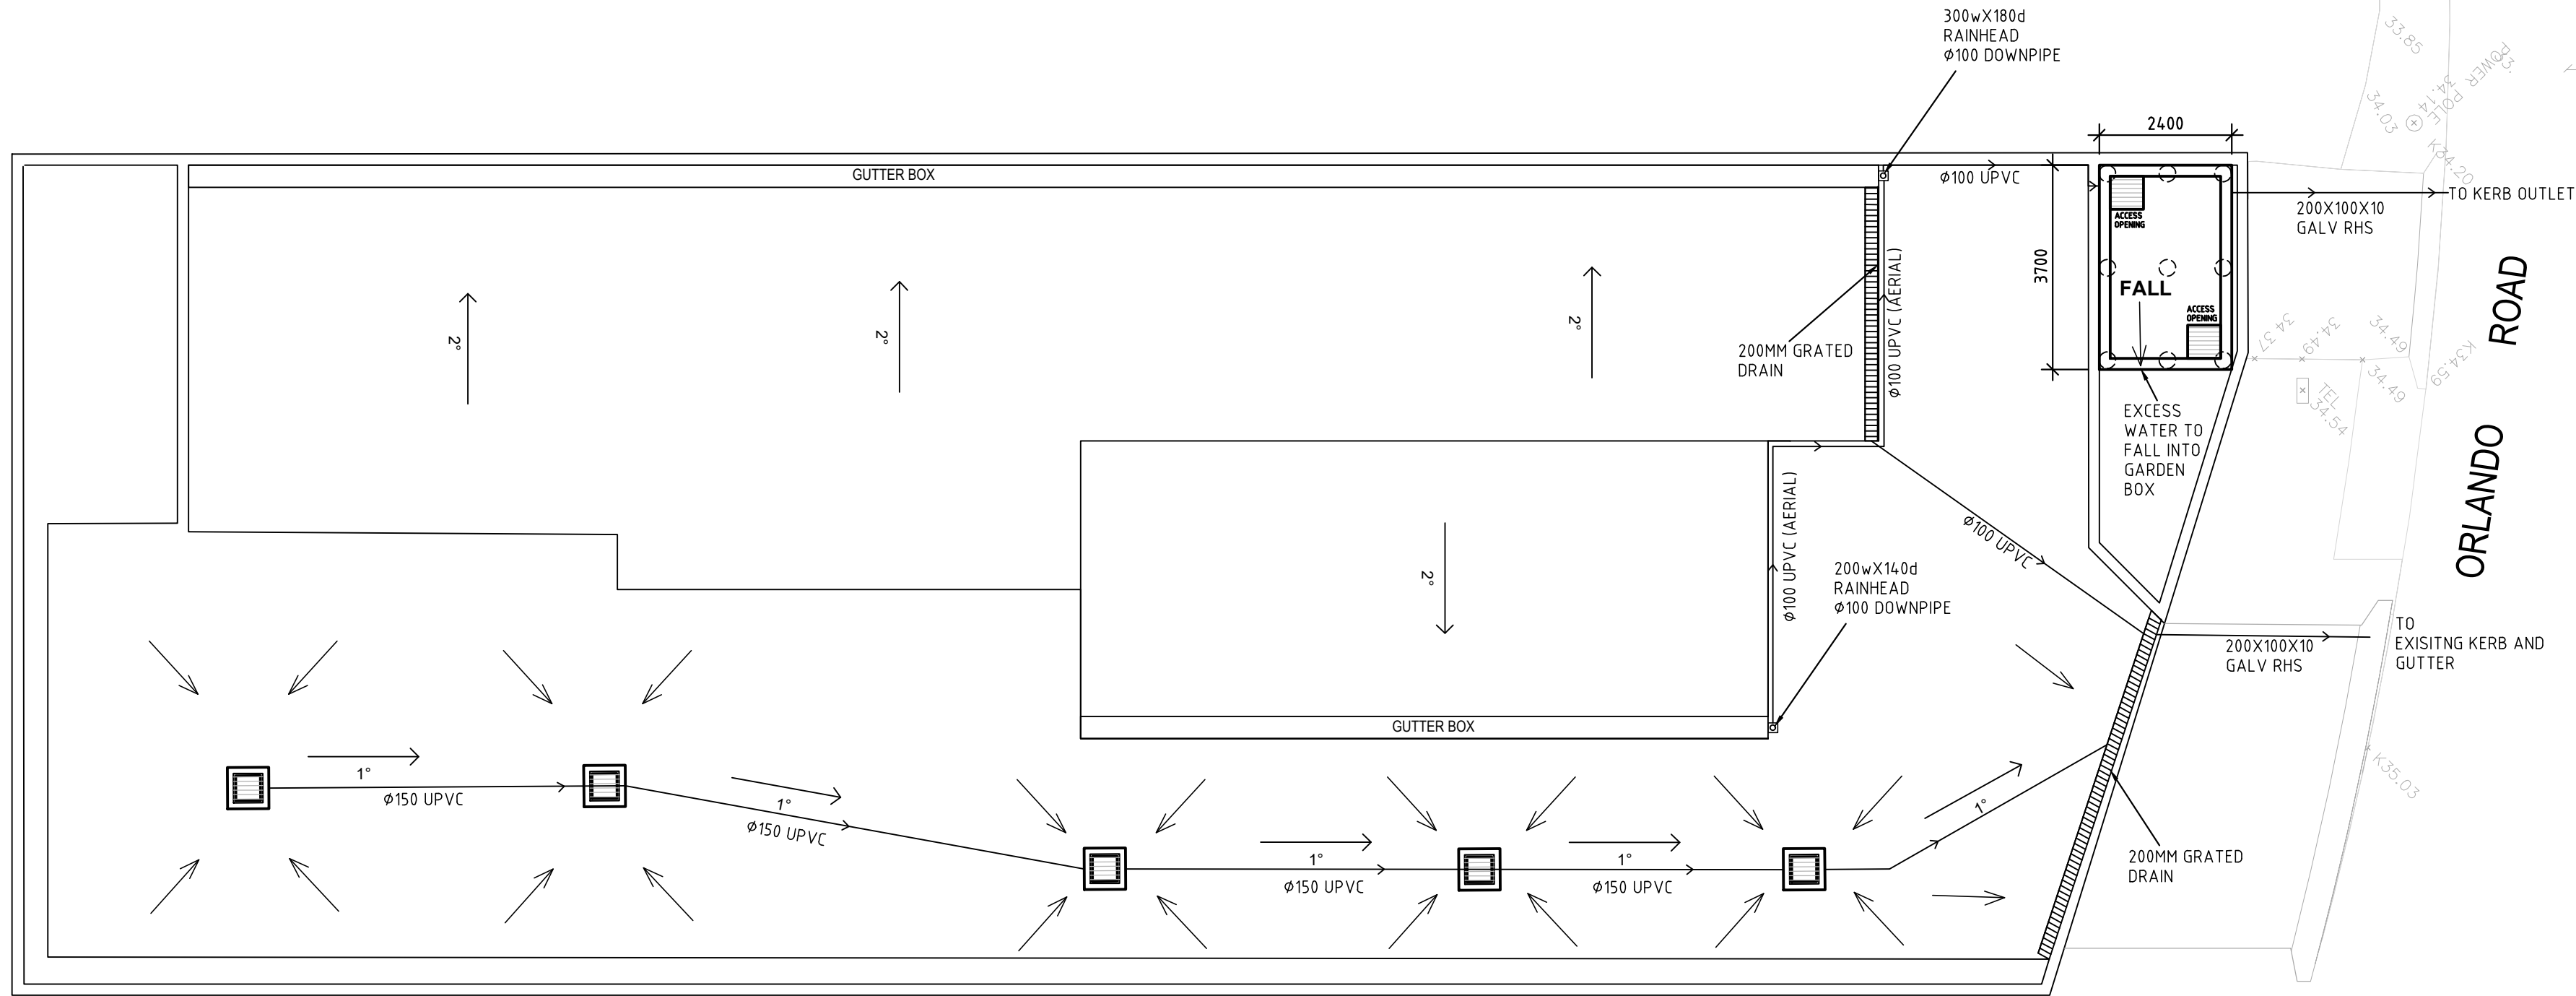 300wX180d
RAINHEAD
Ø100 DOWNPIPE
33.85
POWER
POLE
34.14
P03.
34.03
K34.20
2400
GUTTER BOX
Ø100 UPVC
TO KERB OUTLET
200X100X10
GALV RHS
ACCESS
OPENING
3700
FALL
ACCESS
OPENING
2°
2°
2°
200MM GRATED
DRAIN
Ø100 UPVC (AERIAL)
ROAD
ORLANDO
34.37
34.49
34.49
K34.59
34.49
TEL
34.54
EXCESS
WATER TO
FALL INTO
GARDEN
BOX
Ø100 UPVC (AERIAL)
Ø100 UPVC
2°
200wX140d
RAINHEAD
Ø100 DOWNPIPE
TO
EXISITNG KERB AND
GUTTER
200X100X10
GALV RHS
GUTTER BOX
K35.03
1°
Ø150 UPVC
1°
Ø150 UPVC
1°
Ø150 UPVC
1°
Ø150 UPVC
1°
200MM GRATED
DRAIN